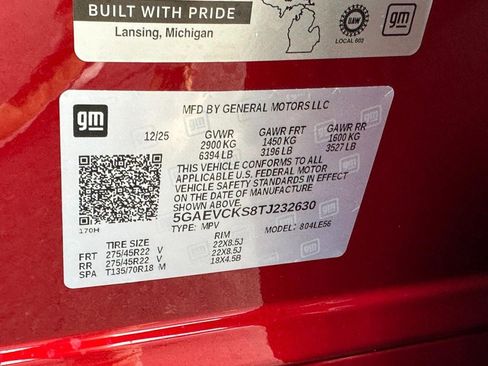 BUILT WITH PRIDE
Lansing, Michigan
UAW
LOCAL 602
gm
gm
MFD BY GENERAL MOTORS LLC
12/25 GVWR GAWR FRT GAWR RR
2900 KG 1450 KG 1600 KG
6394 LB 3196 LB 3527 LB
THIS VEHICLE CONFORMS TO ALL
APPLICABLE U.S. FEDERAL MOTOR
VEHICLE SAFETY STANDARDS IN EFFECT
ON THE DATE OF MANUFACTURE
SHOWN ABOVE.
5GAEVCKS8TJ232630
TYPE: MPV MODEL: 804LE56
170H
TIRE SIZE RIM
FRT 275/45R22 V 22X8.5J
RR 275/45R22 V 22X8.5J
SPA T135/70R18 M 18X4.5B